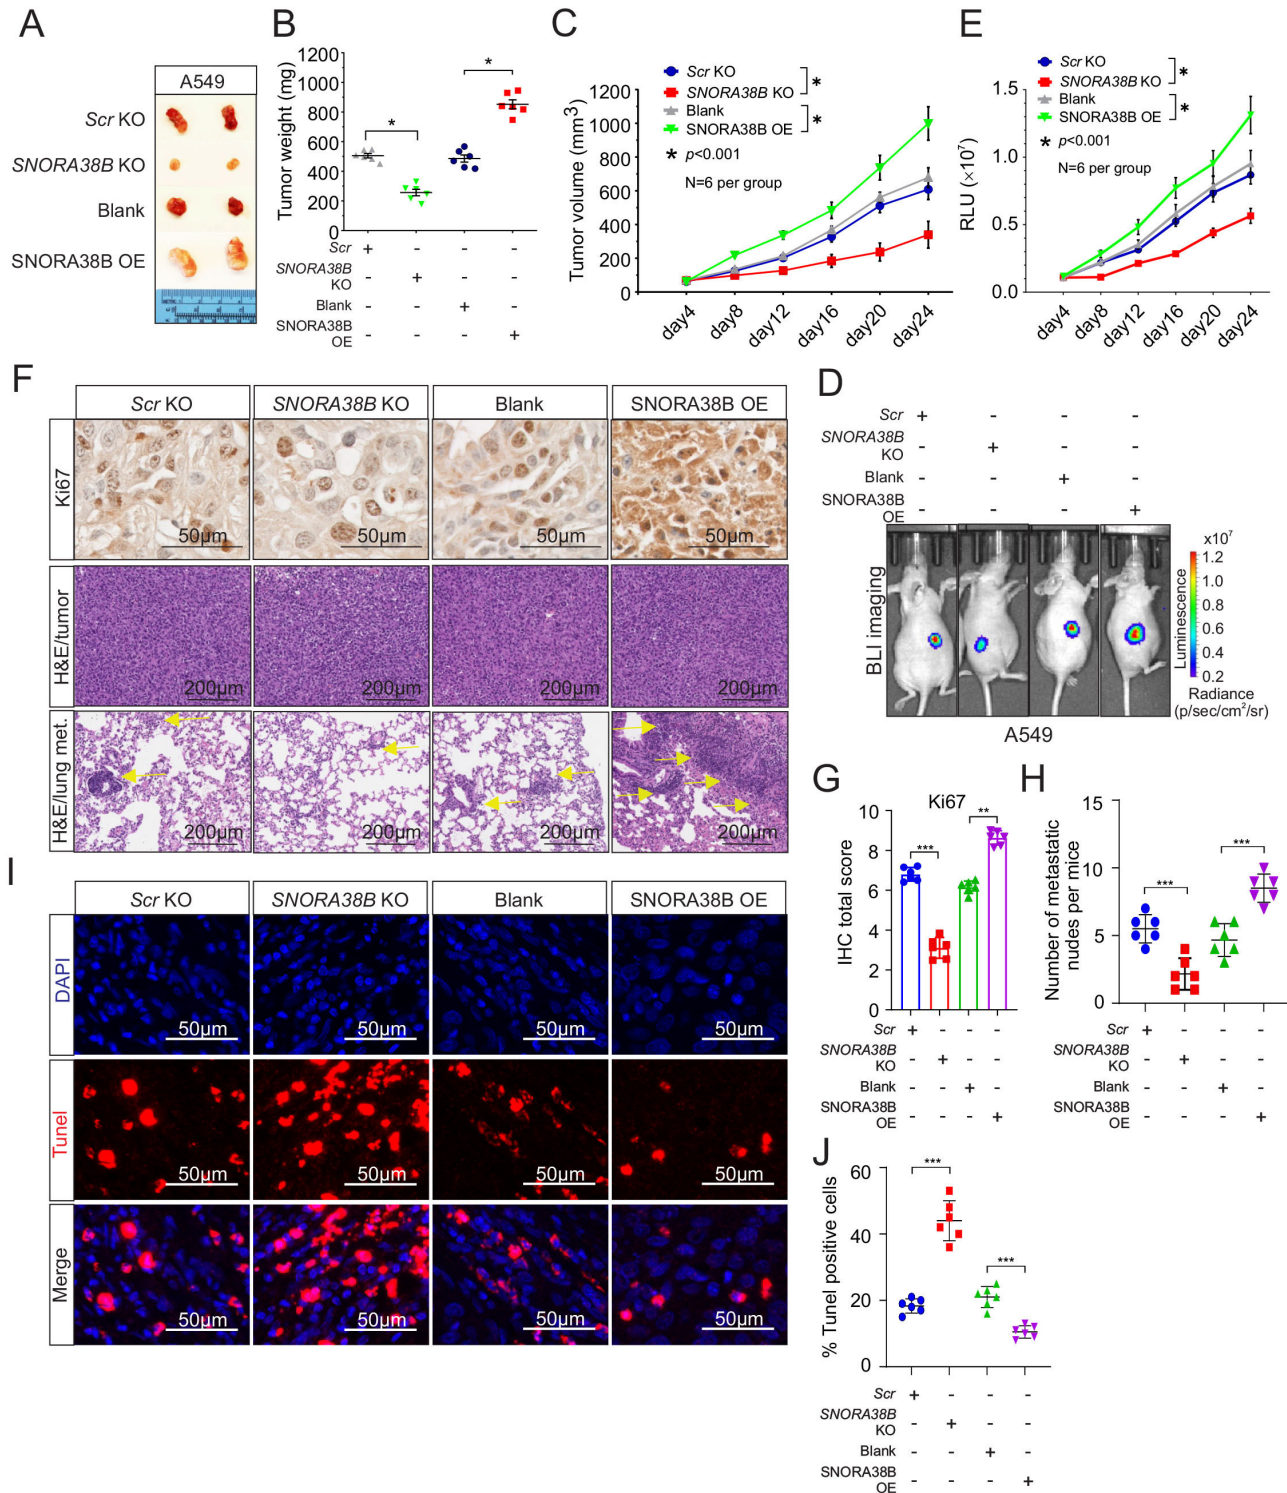 A
A549
Scr KO
SNORA38B KO
Blank
SNORA38B OE
B
Tumor weight (mg)
1200
1000
800
600
400
200
0
*
*
Scr
+ - - -
SNORA38B
KO
- + - -
Blank
- - + -
SNORA38B
OE
- - - +
C
Scr KO
SNORA38B KO
Blank
SNORA38B OE
*
*
* p<0.001
N=6 per group
Tumor volume (mm3)
1200
1000
800
600
400
200
0
day4 day8 day12 day16 day20 day24
E
Scr KO
SNORA38B KO
Blank
SNORA38B OE
*
*
* p<0.001
N=6 per group
RLU (×10⁷)
1.5
1.0
0.5
0
day4 day8 day12 day16 day20 day24
D
Scr
+ - - -
SNORA38B
KO
- + - -
Blank
- - + -
SNORA38B
OE
- - - +
BLI imaging
×10⁷
1.2
1.0
0.8
0.6
0.4
0.2
Luminescence
Radiance
(p/sec/cm²/sr)
A549
F
Scr KO SNORA38B KO Blank SNORA38B OE
Ki67
50µm 50µm 50µm 50µm
H&E/tumor
200µm 200µm 200µm 200µm
H&E/lung met.
200µm 200µm 200µm 200µm
G
Ki67
IHC total score
10
8
6
4
2
0
***
**
Scr
+ - - -
SNORA38B
KO
- + - -
Blank
- - + -
SNORA38B
OE
- - - +
H
Number of metastatic
nudes per mice
15
10
5
0
***
***
Scr
+ - - -
SNORA38B
KO
- + - -
Blank
- - + -
SNORA38B
OE
- - - +
I
Scr KO SNORA38B KO Blank SNORA38B OE
DAPI
50µm 50µm 50µm 50µm
Tunel
50µm 50µm 50µm 50µm
Merge
50µm 50µm 50µm 50µm
J
% Tunel positive cells
60
40
20
0
***
***
Scr
+ - - -
SNORA38B
KO
- + - -
Blank
- - + -
SNORA38B
OE
- - - +